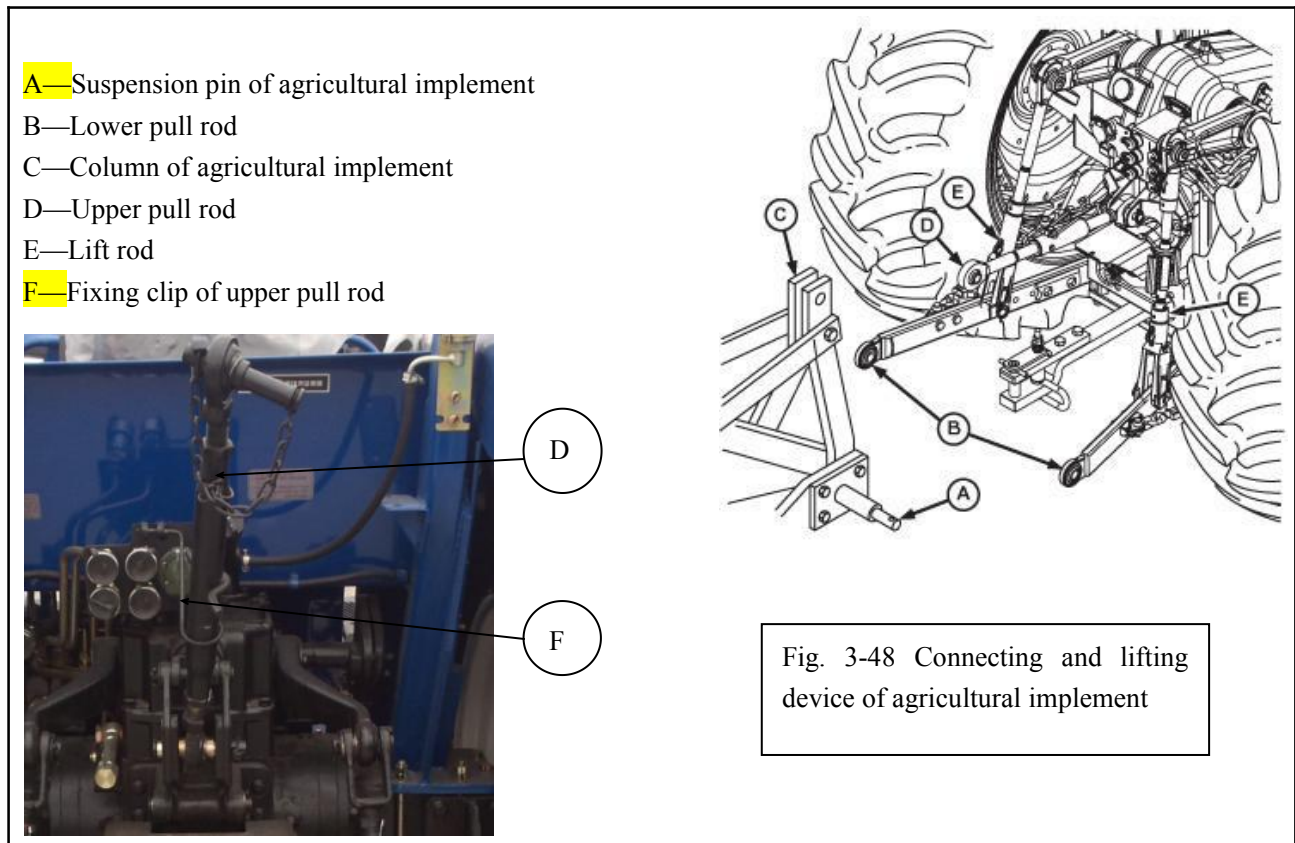 A—Suspension pin of agricultural implement
B—Lower pull rod
C—Column of agricultural implement
D—Upper pull rod
E—Lift rod
F—Fixing clip of upper pull rod
D
F
C
D
E
E
B
A
Fig. 3-48 Connecting and lifting
device of agricultural implement